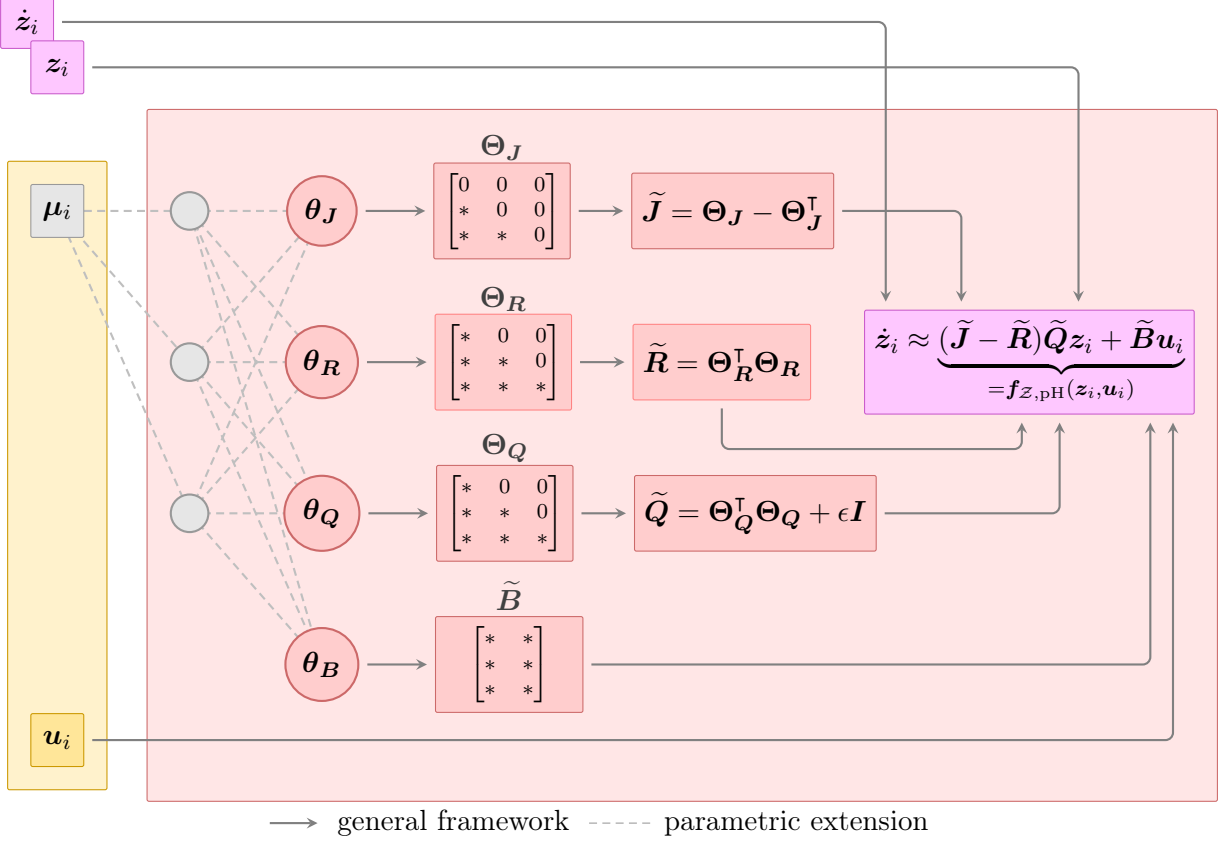 ż_i
z_i
μ_i
θ_J
Θ_J
[0 0 0
* 0 0
* * 0]
J̃ = Θ_J − Θ_J^⊤
θ_R
Θ_R
[* 0 0
* * 0
* * *]
R̃ = Θ_R^⊤Θ_R
ż_i ≈ (J̃ − R̃)Q̃z_i + B̃u_i
=f_{𝒵,pH}(z_i,u_i)
θ_Q
Θ_Q
[* 0 0
* * 0
* * *]
Q̃ = Θ_Q^⊤Θ_Q + ϵI
θ_B
B̃
[* *
* *
* *]
u_i
general framework
parametric extension